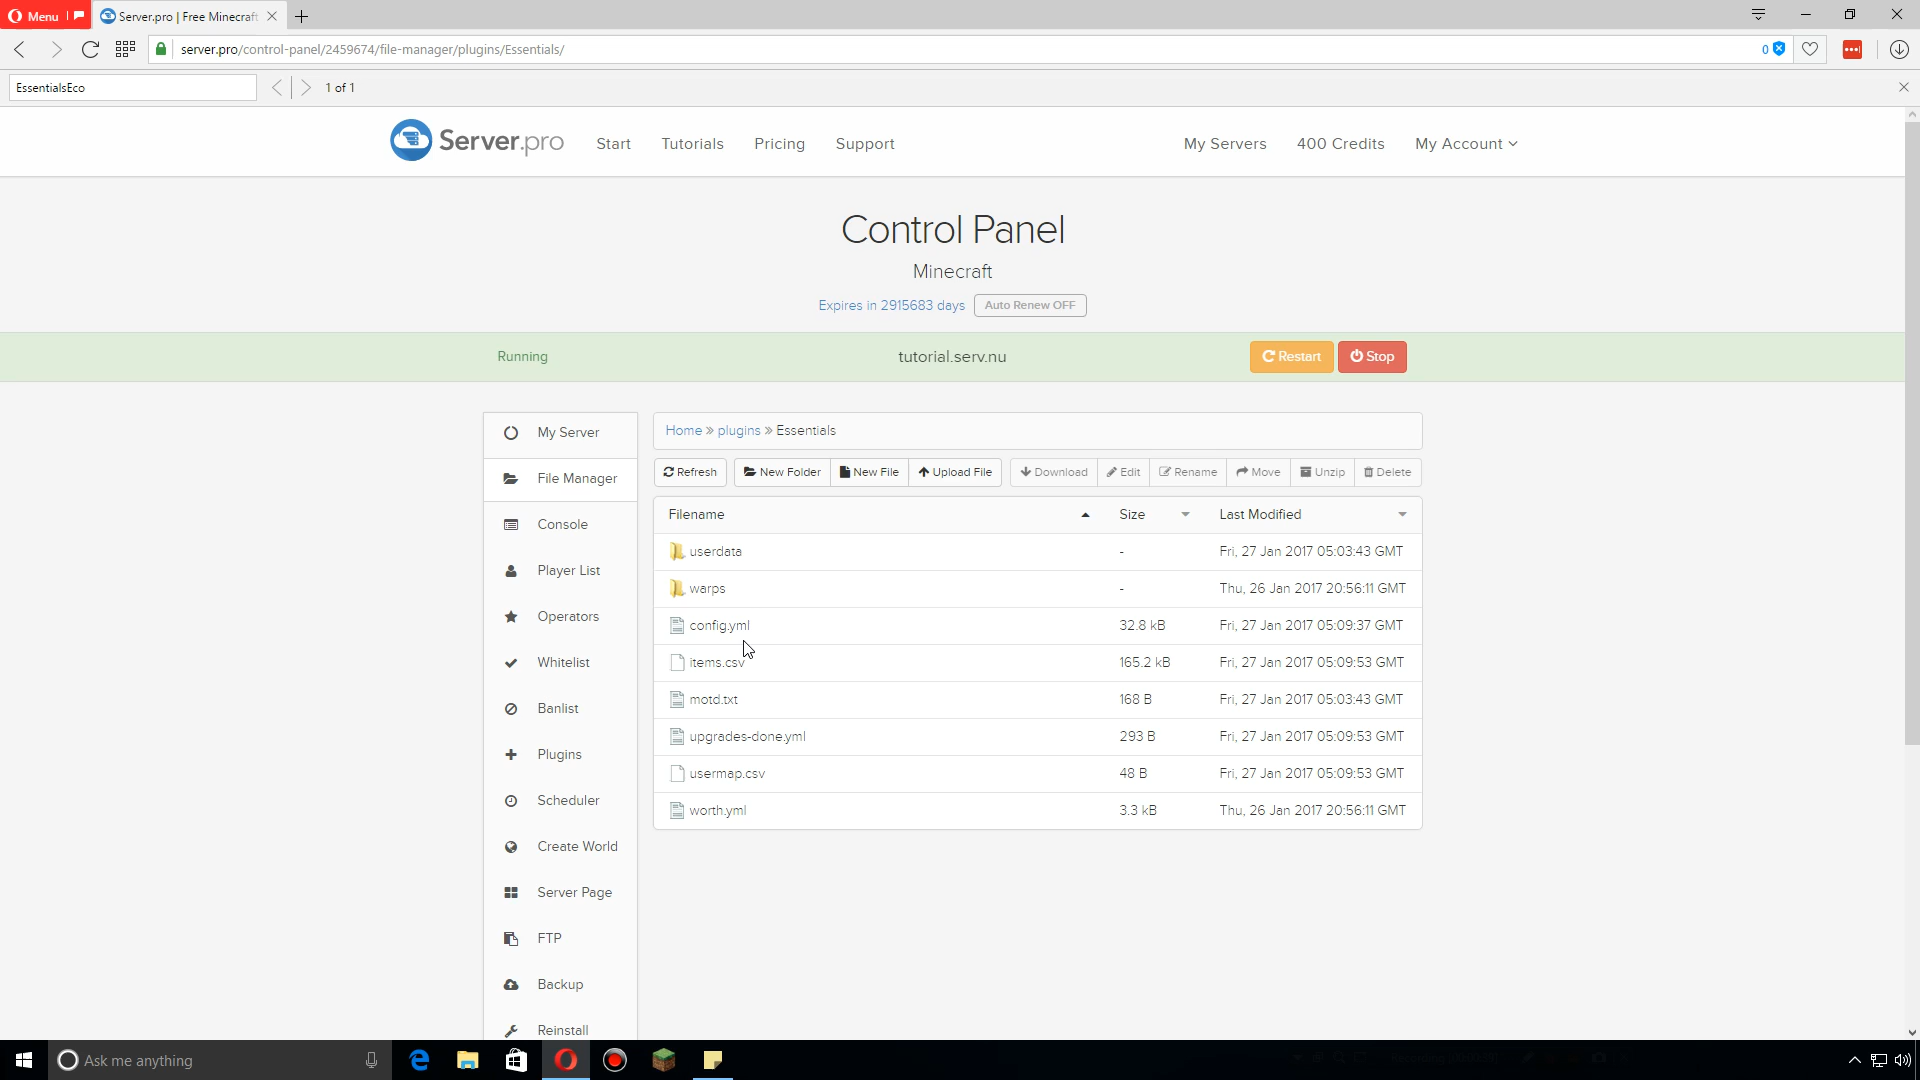 Menu
Server.pro | Free Minecraft
server.pro/control-panel/2459674/file-manager/plugins/Essentials/
0
EssentialsEco
1 of 1
Server.pro
Start
Tutorials
Pricing
Support
My Servers
400 Credits
My Account
Control Panel
Minecraft
Expires in 2915683 days
Auto Renew OFF
Running
tutorial.serv.nu
Restart
Stop
My Server
File Manager
Console
Player List
Operators
Whitelist
Banlist
Plugins
Scheduler
Create World
Server Page
FTP
Backup
Reinstall
Home » plugins » Essentials
Refresh
New Folder
New File
Upload File
Download
Edit
Rename
Move
Unzip
Delete
Filename Size Last Modified
userdata - Fri, 27 Jan 2017 05:03:43 GMT
warps - Thu, 26 Jan 2017 20:56:11 GMT
config.yml 32.8 kB Fri, 27 Jan 2017 05:09:37 GMT
items.csv 165.2 kB Fri, 27 Jan 2017 05:09:53 GMT
motd.txt 168 B Fri, 27 Jan 2017 05:03:43 GMT
upgrades-done.yml 293 B Fri, 27 Jan 2017 05:09:53 GMT
usermap.csv 48 B Fri, 27 Jan 2017 05:09:53 GMT
worth.yml 3.3 kB Thu, 26 Jan 2017 20:56:11 GMT
Ask me anything